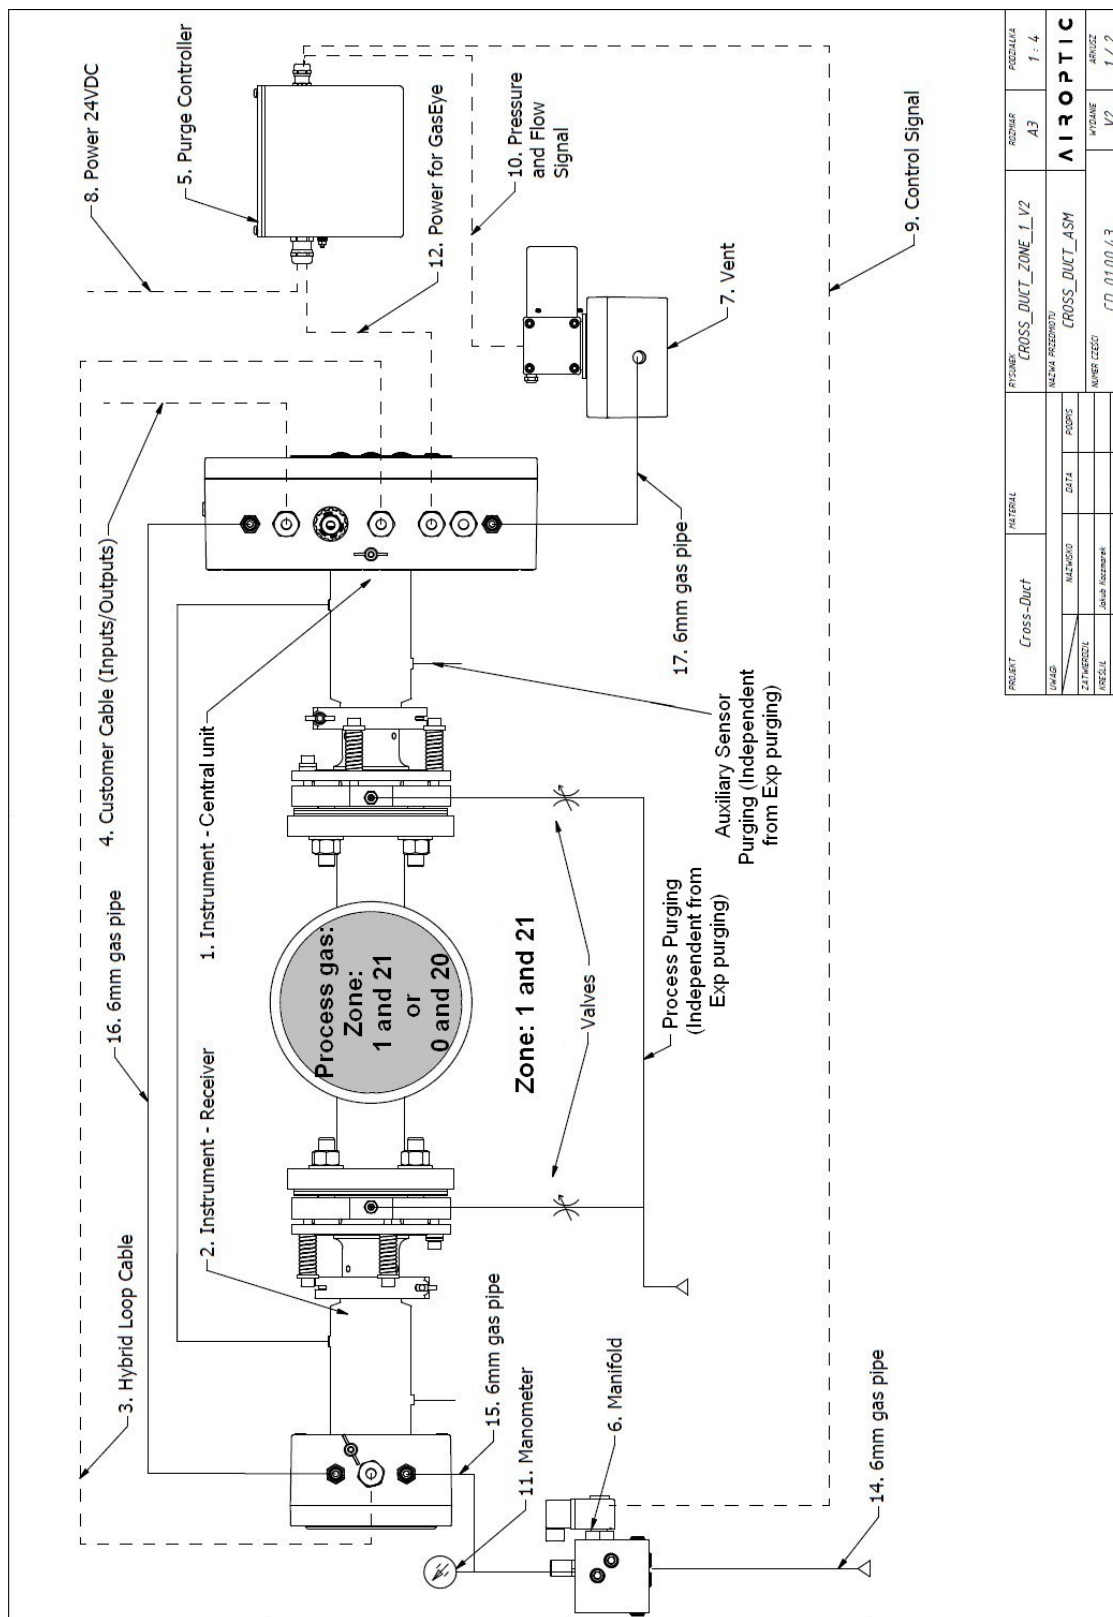 8. Power 24VDC
5. Purge Controller
12. Power for GasEye
10. Pressure
and Flow
Signal
9. Control Signal
7. Vent
4. Customer Cable (Inputs/Outputs)
17. 6mm gas pipe
1. Instrument - Central unit
Auxiliary Sensor
Purging (Independent
from Exp purging)
16. 6mm gas pipe
Process gas:
Zone:
1 and 21
or
0 and 20
Zone: 1 and 21
Valves
Process Purging
(Independent from
Exp purging)
2. Instrument - Receiver
3. Hybrid Loop Cable
15. 6mm gas pipe
11. Manometer
6. Manifold
14. 6mm gas pipe
PROJEKT
Cross-Duct
MATERIAŁ
RYSUNEK
CROSS_DUCT_ZONE_1_V2
ROZMIAR
A3
PODZIAŁKA
1 : 4
UWAGI:
NAZWISKO
DATA
PODPIS
NAZWA PRZEDMIOTU
CROSS_DUCT_ASM
AIROPTIC
ZATWIERDZIŁ
KREŚLIŁ
Jakub Kaczmarek
NUMER CZĘŚCI
WYDANIE
V2
ARKUSZ
1 / 2